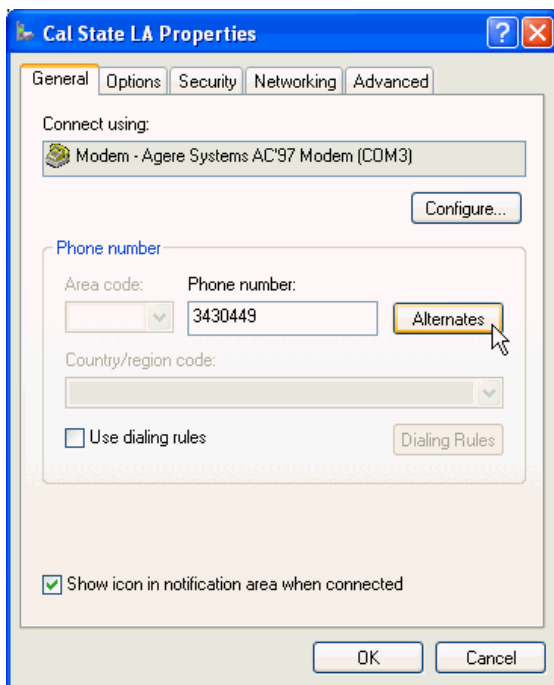 Cal State LA Properties
General Options Security Networking Advanced
Connect using:
Modem - Agere Systems AC'97 Modem (COM3)
Configure...
Phone number
Area code: Phone number:
3430449 Alternates
Country/region code:
Use dialing rules Dialing Rules
Show icon in notification area when connected
OK Cancel